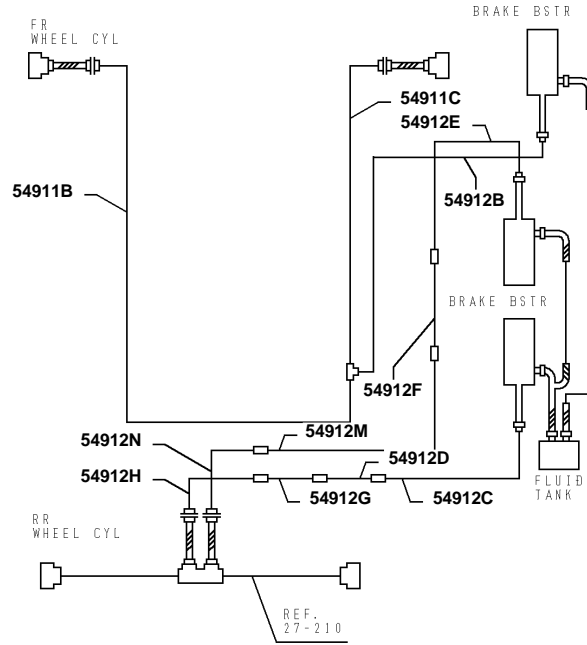 BRAKE BSTR
FR
WHEEL CYL
54911C
54912E
54911B
54912B
BRAKE BSTR
54912F
54912M
54912N
54912D
54912H
54912G
54912C
FLUID
TANK
RR
WHEEL CYL
REF.
27-210